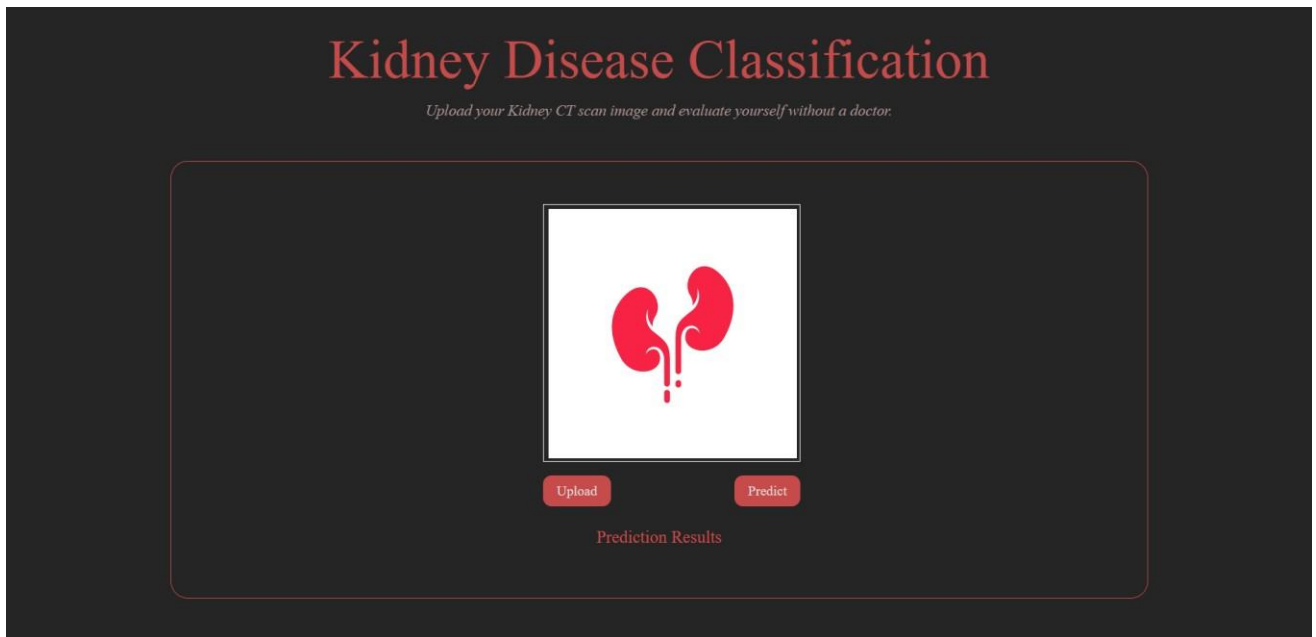 Kidney Disease Classification
Upload your Kidney CT scan image and evaluate yourself without a doctor.
Upload
Predict
Prediction Results